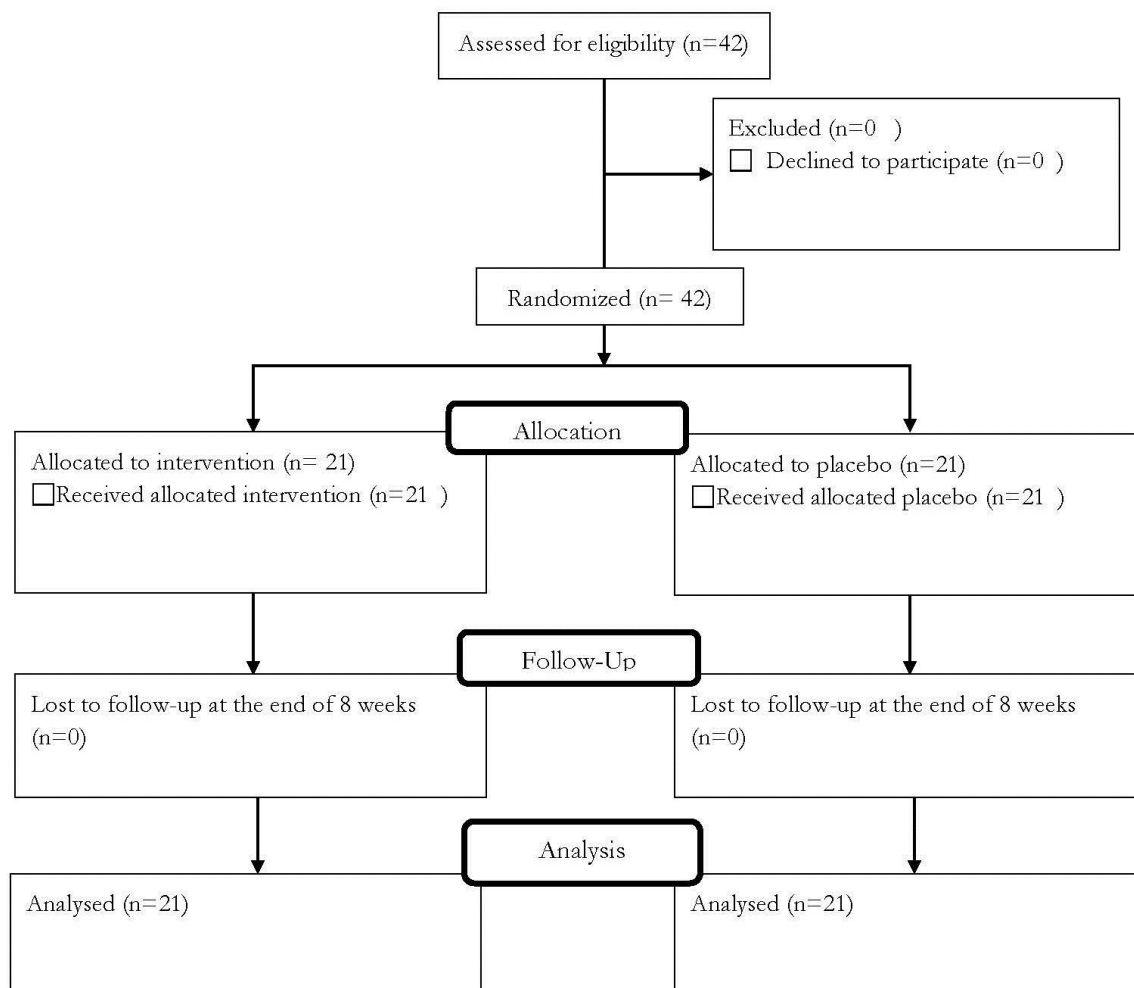 Assessed for eligibility (n=42)
Excluded (n=0 )
Declined to participate (n=0 )
Randomized (n= 42)
Allocation
Allocated to intervention (n= 21)
Received allocated intervention (n=21 )
Allocated to placebo (n=21)
Received allocated placebo (n=21 )
Follow-Up
Lost to follow-up at the end of 8 weeks
(n=0)
Lost to follow-up at the end of 8 weeks
(n=0)
Analysis
Analysed (n=21)
Analysed (n=21)